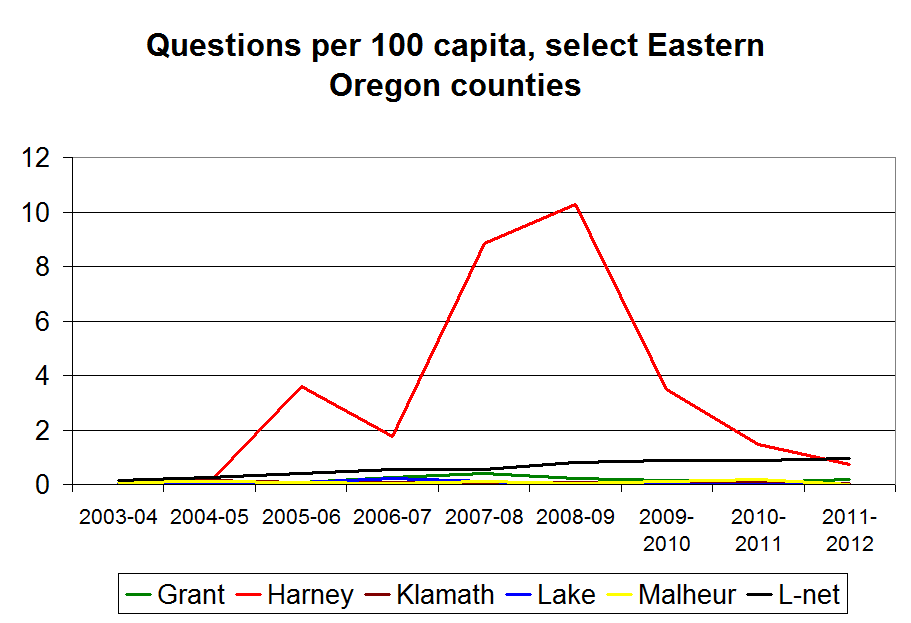 Questions per 100 capita, select Eastern
Oregon counties
12
10
8
6
4
2
0
2003-04 2004-05 2005-06 2006-07 2007-08 2008-09 2009- 2010- 2011-
2010 2011 2012
Grant Harney Klamath Lake Malheur L-net